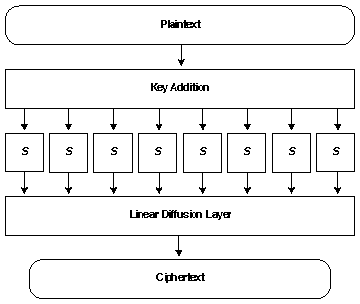 Plaintext
Key Addition
S S S S S S S S
Linear Diffusion Layer
Ciphertext